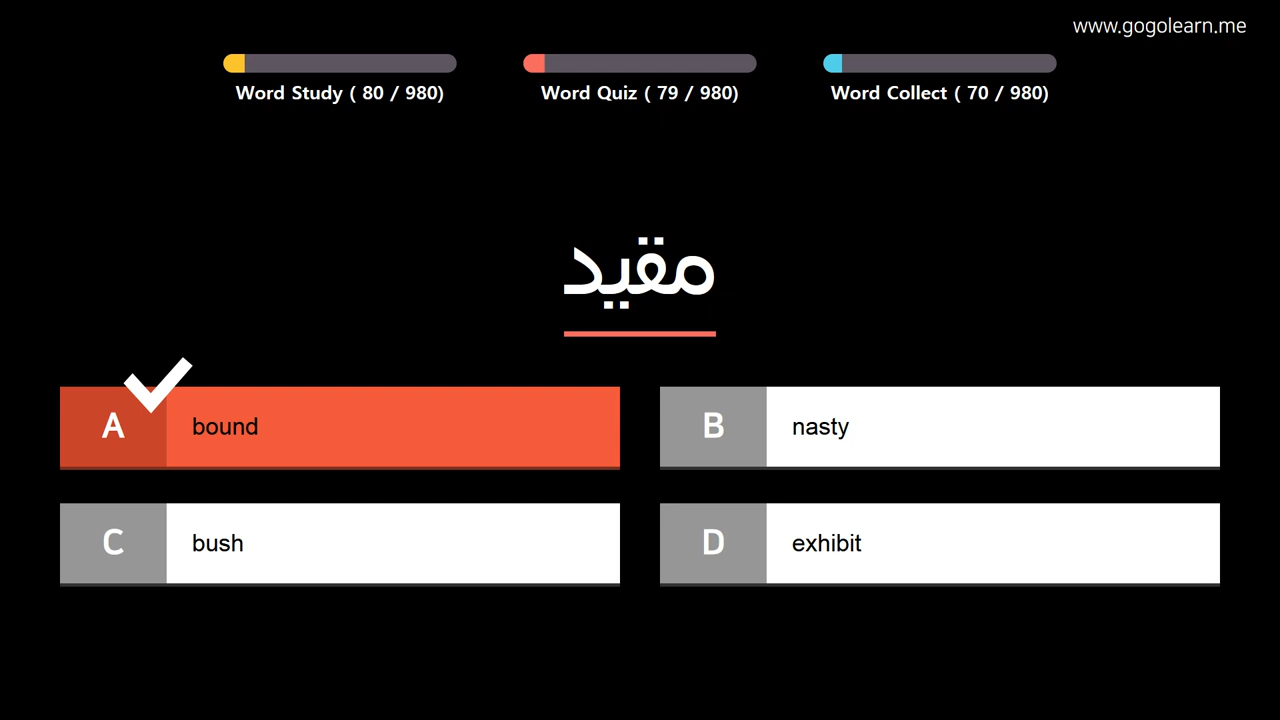 www.gogolearn.me
Word Study ( 80 / 980)
Word Quiz ( 79 / 980)
Word Collect ( 70 / 980)
مقيد
A bound
B nasty
C bush
D exhibit